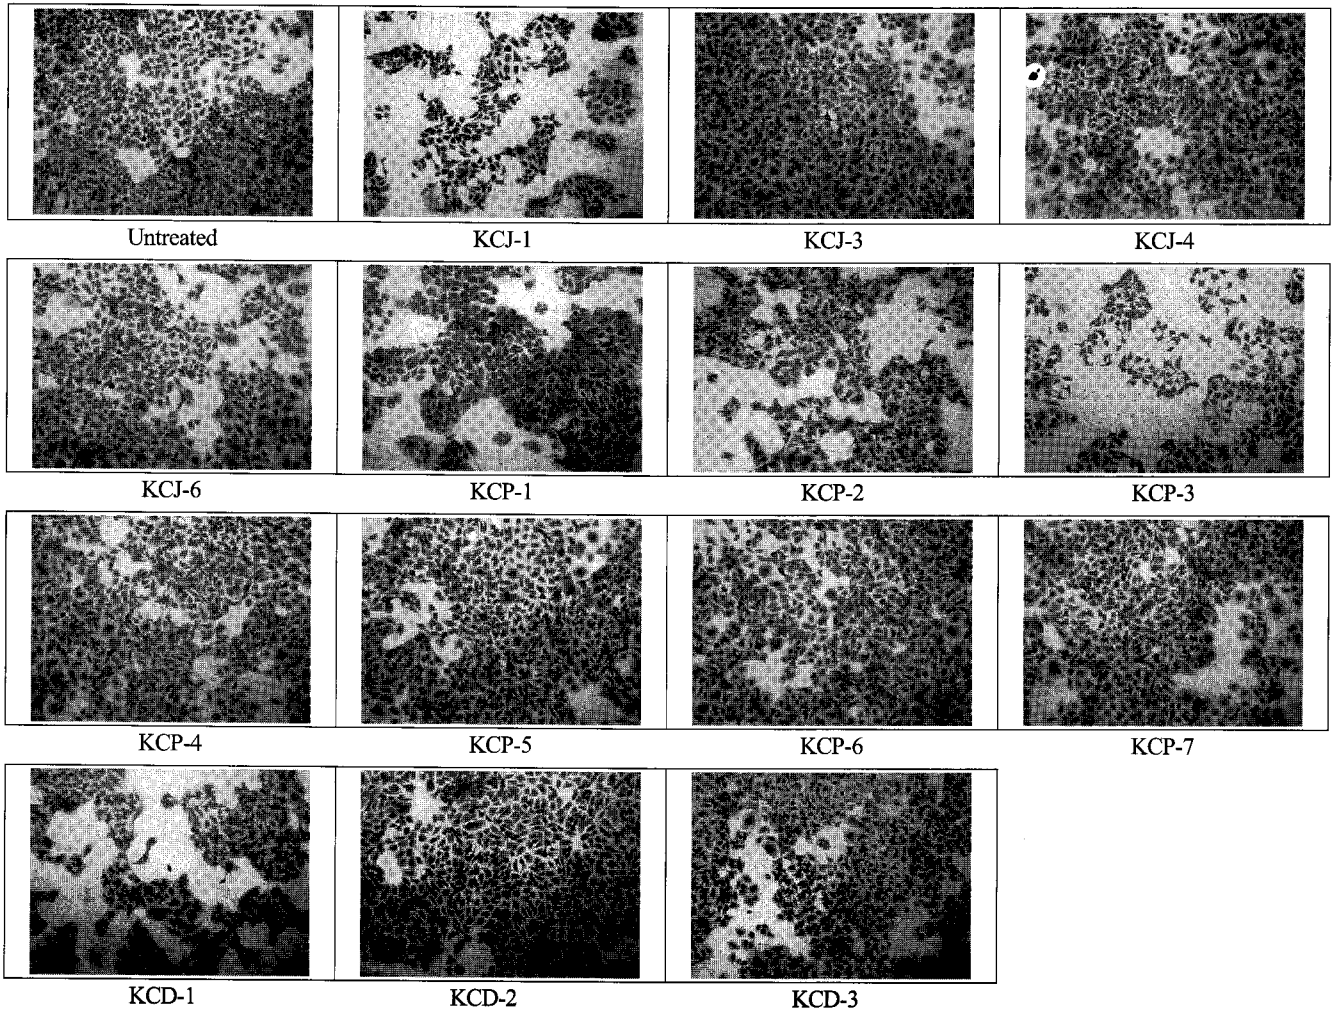 Untreated KCJ-1 KCJ-3 KCJ-4
KCJ-6 KCP-1 KCP-2 KCP-3
KCP-4 KCP-5 KCP-6 KCP-7
KCD-1 KCD-2 KCD-3